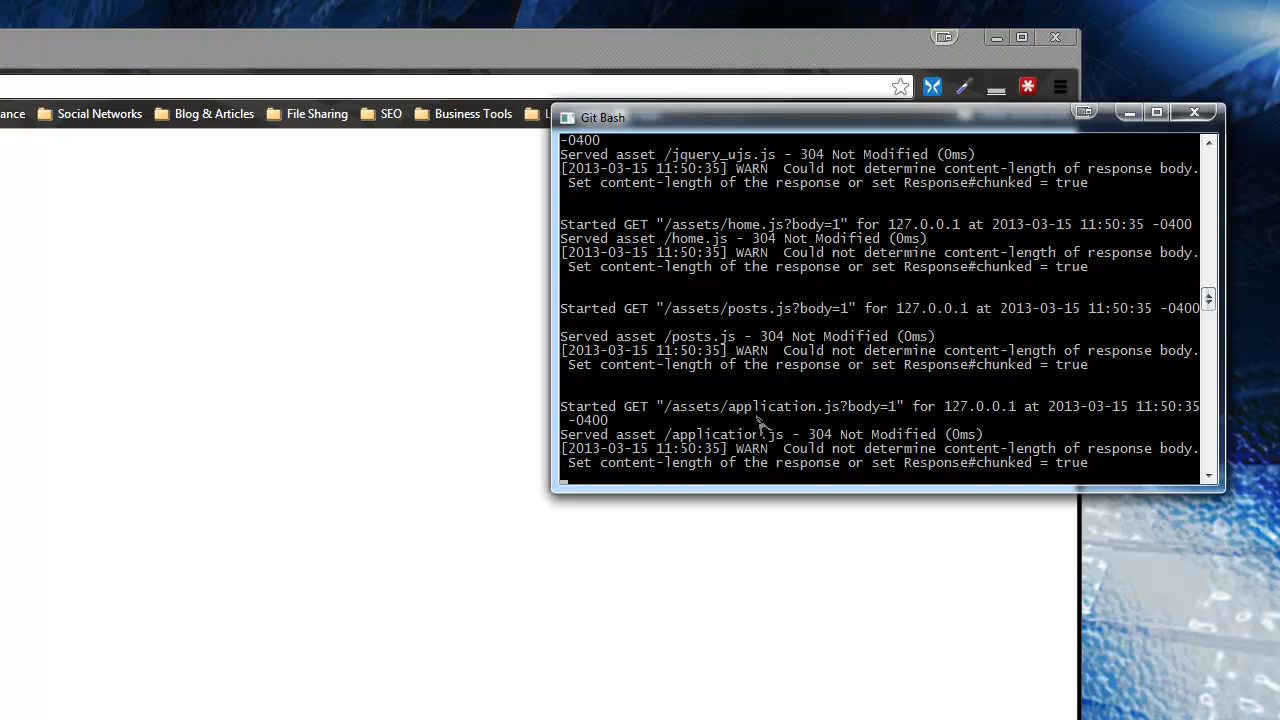 ance Social Networks Blog & Articles File Sharing SEO Business Tools L
Git Bash
-0400
Served asset /jquery_ujs.js - 304 Not Modified (0ms)
[2013-03-15 11:50:35] WARN  Could not determine content-length of response body.
 Set content-length of the response or set Response#chunked = true
Started GET "/assets/home.js?body=1" for 127.0.0.1 at 2013-03-15 11:50:35 -0400
Served asset /home.js - 304 Not Modified (0ms)
[2013-03-15 11:50:35] WARN  Could not determine content-length of response body.
 Set content-length of the response or set Response#chunked = true
Started GET "/assets/posts.js?body=1" for 127.0.0.1 at 2013-03-15 11:50:35 -0400
Served asset /posts.js - 304 Not Modified (0ms)
[2013-03-15 11:50:35] WARN  Could not determine content-length of response body.
 Set content-length of the response or set Response#chunked = true
Started GET "/assets/application.js?body=1" for 127.0.0.1 at 2013-03-15 11:50:35
 -0400
Served asset /application.js - 304 Not Modified (0ms)
[2013-03-15 11:50:35] WARN  Could not determine content-length of response body.
 Set content-length of the response or set Response#chunked = true